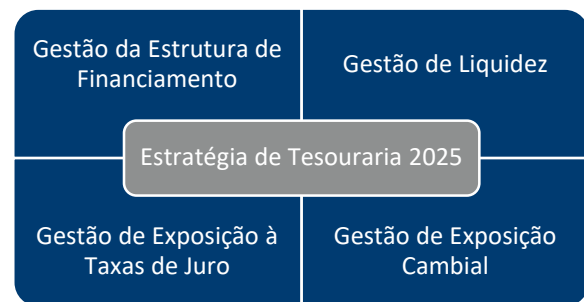 Gestão da Estrutura de
Financiamento
Gestão de Liquidez
Estratégia de Tesouraria 2025
Gestão de Exposição à
Taxas de Juro
Gestão de Exposição
Cambial